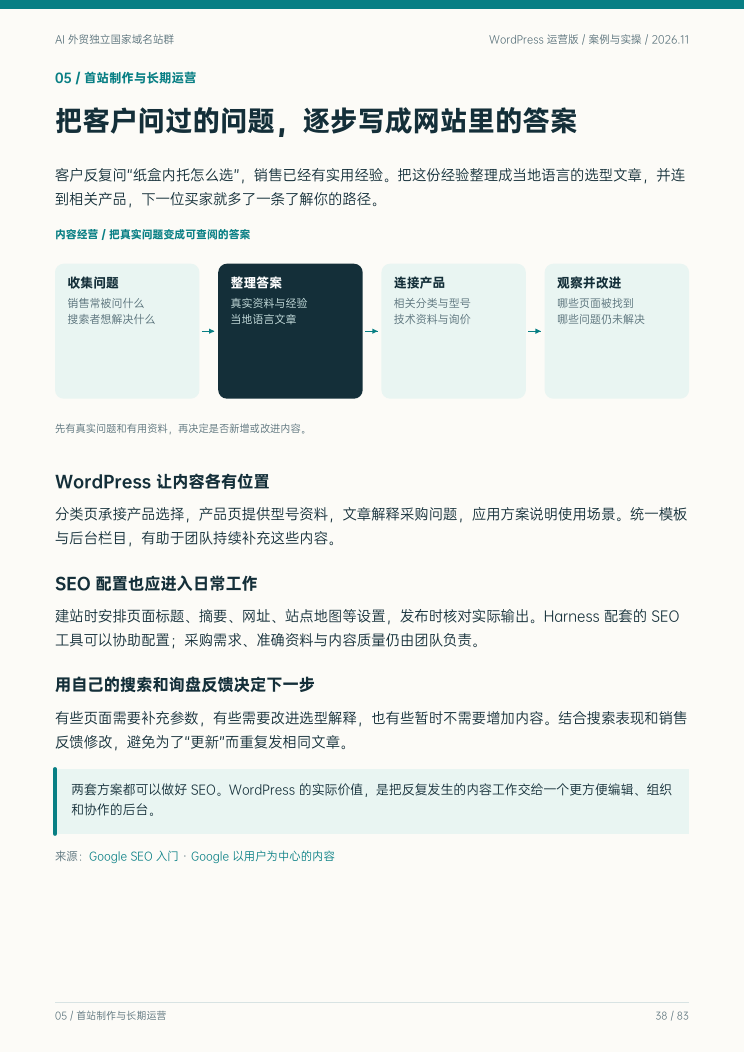 AI 外贸独立国家域名站群
WordPress 运营版 / 案例与实操 / 2026.11
05 / 首站制作与长期运营
把客户问过的问题，逐步写成网站里的答案
客户反复问“纸盒内托怎么选”，销售已经有实用经验。把这份经验整理成当地语言的选型文章，并连
到相关产品，下一位买家就多了一条了解你的路径。
内容经营 / 把真实问题变成可查阅的答案
收集问题
销售常被问什么
搜索者想解决什么
整理答案
真实资料与经验
当地语言文章
连接产品
相关分类与型号
技术资料与询价
观察并改进
哪些页面被找到
哪些问题仍未解决
先有真实问题和有用资料，再决定是否新增或改进内容。
WordPress 让内容各有位置
分类页承接产品选择，产品页提供型号资料，文章解释采购问题，应用方案说明使用场景。统一模板
与后台栏目，有助于团队持续补充这些内容。
SEO 配置也应进入日常工作
建站时安排页面标题、摘要、网址、站点地图等设置，发布时核对实际输出。Harness 配套的 SEO
工具可以协助配置；采购需求、准确资料与内容质量仍由团队负责。
用自己的搜索和询盘反馈决定下一步
有些页面需要补充参数，有些需要改进选型解释，也有些暂时不需要增加内容。结合搜索表现和销售
反馈修改，避免为了“更新”而重复发相同文章。
两套方案都可以做好 SEO。WordPress 的实际价值，是把反复发生的内容工作交给一个更方便编辑、组织
和协作的后台。
来源：Google SEO 入门 · Google 以用户为中心的内容
05 / 首站制作与长期运营
38 / 83